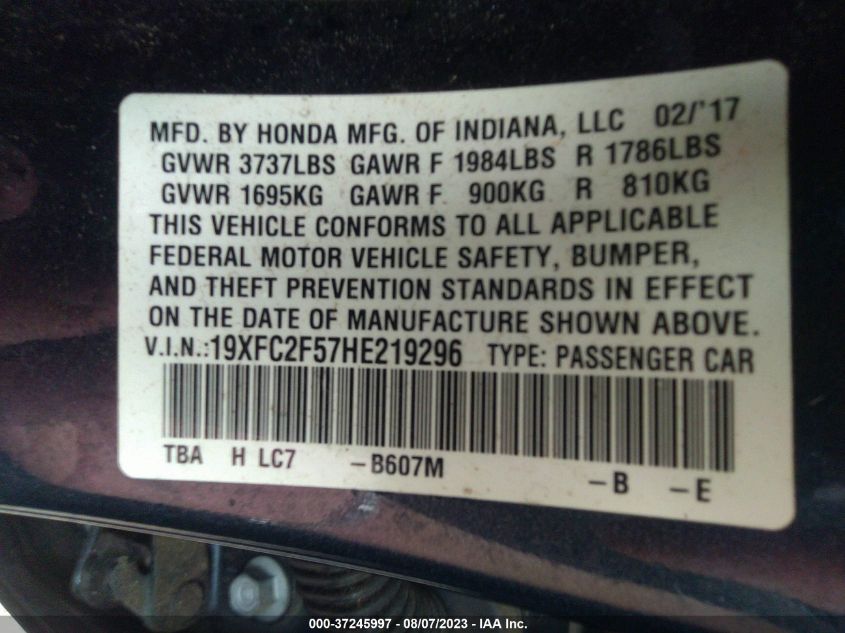 MFD. BY HONDA MFG. OF INDIANA, LLC 02/'17
GVWR 3737LBS GAWR F 1984LBS R 1786LBS
GVWR 1695KG GAWR F 900KG R 810KG
THIS VEHICLE CONFORMS TO ALL APPLICABLE
FEDERAL MOTOR VEHICLE SAFETY, BUMPER,
AND THEFT PREVENTION STANDARDS IN EFFECT
ON THE DATE OF MANUFACTURE SHOWN ABOVE.
V.I.N.:19XFC2F57HE219296 TYPE: PASSENGER CAR
TBA H LC7 –B607M –B –E
000-37245997 - 08/07/2023 - IAA Inc.